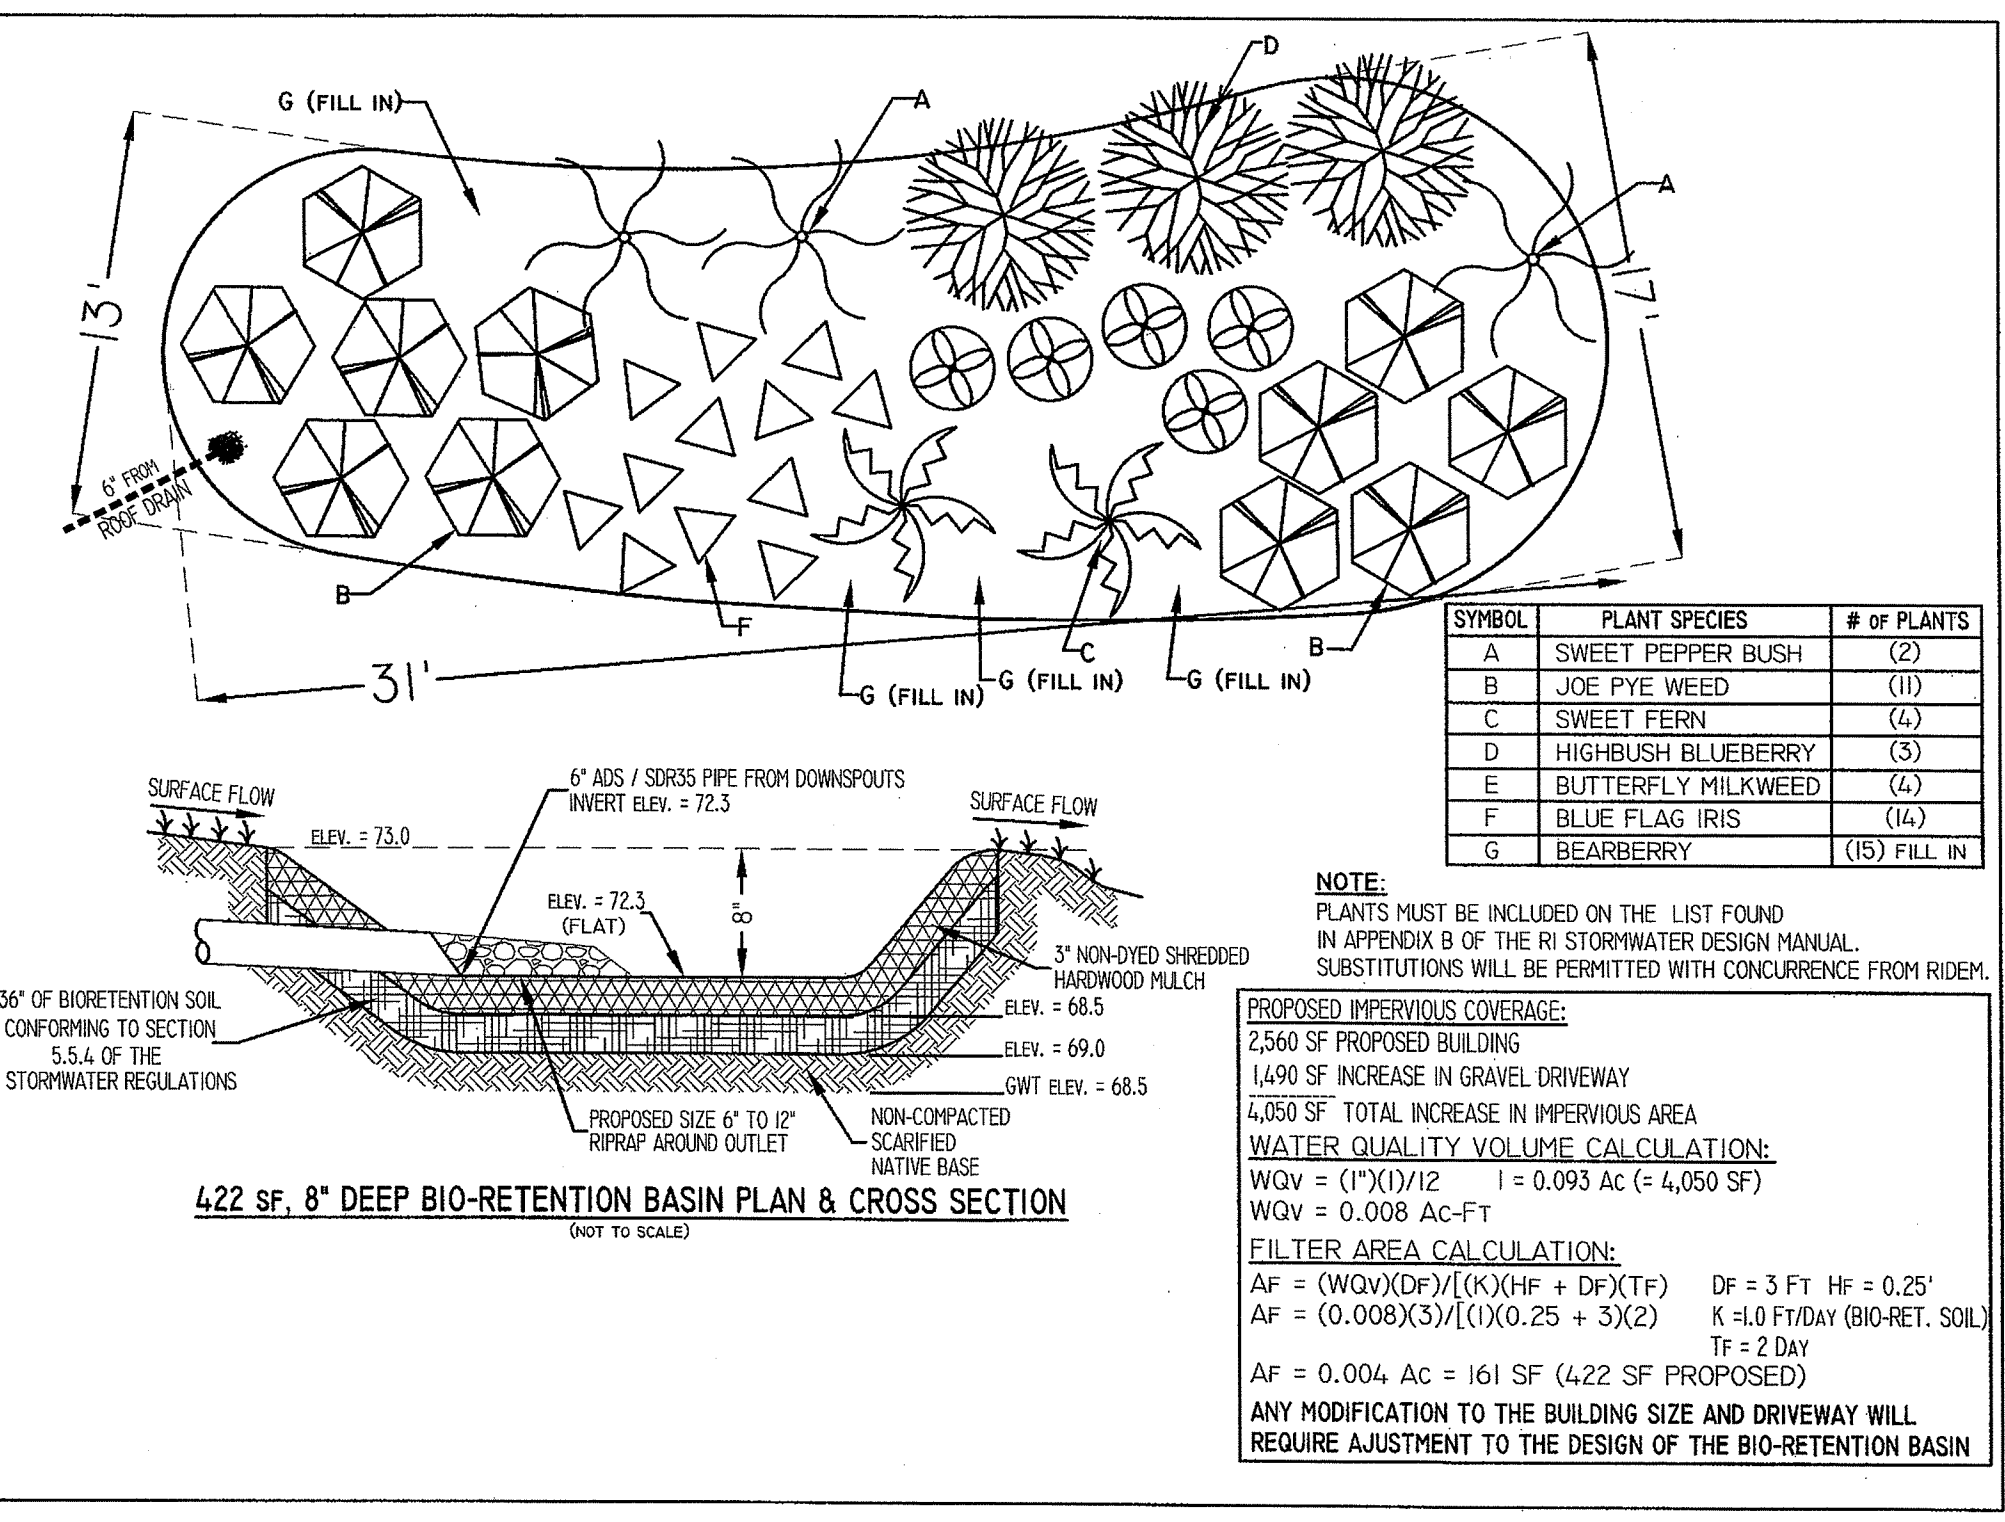 D
G (FILL IN)
A
A
13'
17'
6" FROM
ROOF DRAIN
B
F
31'
G (FILL IN)
G (FILL IN)
C
G (FILL IN)
B
SYMBOL PLANT SPECIES # OF PLANTS
A SWEET PEPPER BUSH (2)
B JOE PYE WEED (11)
C SWEET FERN (4)
D HIGHBUSH BLUEBERRY (3)
E BUTTERFLY MILKWEED (4)
F BLUE FLAG IRIS (14)
G BEARBERRY (15) FILL IN
NOTE:
PLANTS MUST BE INCLUDED ON THE LIST FOUND
IN APPENDIX B OF THE RI STORMWATER DESIGN MANUAL.
SUBSTITUTIONS WILL BE PERMITTED WITH CONCURRENCE FROM RIDEM.
SURFACE FLOW
6" ADS / SDR35 PIPE FROM DOWNSPOUTS
INVERT ELEV. = 72.3
SURFACE FLOW
ELEV. = 73.0
ELEV. = 72.3
(FLAT)
8"
3" NON-DYED SHREDDED
HARDWOOD MULCH
36" OF BIORETENTION SOIL
CONFORMING TO SECTION
5.5.4 OF THE
STORMWATER REGULATIONS
ELEV. = 68.5
ELEV. = 69.0
GWT ELEV. = 68.5
PROPOSED SIZE 6" TO 12"
RIPRAP AROUND OUTLET
NON-COMPACTED
SCARIFIED
NATIVE BASE
422 SF, 8" DEEP BIO-RETENTION BASIN PLAN & CROSS SECTION
(NOT TO SCALE)
PROPOSED IMPERVIOUS COVERAGE:
2,560 SF PROPOSED BUILDING
1,490 SF INCREASE IN GRAVEL DRIVEWAY
4,050 SF TOTAL INCREASE IN IMPERVIOUS AREA
WATER QUALITY VOLUME CALCULATION:
WQV = (1")(I)/12 I = 0.093 AC (= 4,050 SF)
WQV = 0.008 AC-FT
FILTER AREA CALCULATION:
AF = (WQV)(DF)/[(K)(HF + DF)(TF) DF = 3 FT HF = 0.25'
AF = (0.008)(3)/[(1)(0.25 + 3)(2) K =1.0 FT/DAY (BIO-RET. SOIL)
TF = 2 DAY
AF = 0.004 AC = 161 SF (422 SF PROPOSED)
ANY MODIFICATION TO THE BUILDING SIZE AND DRIVEWAY WILL
REQUIRE AJUSTMENT TO THE DESIGN OF THE BIO-RETENTION BASIN